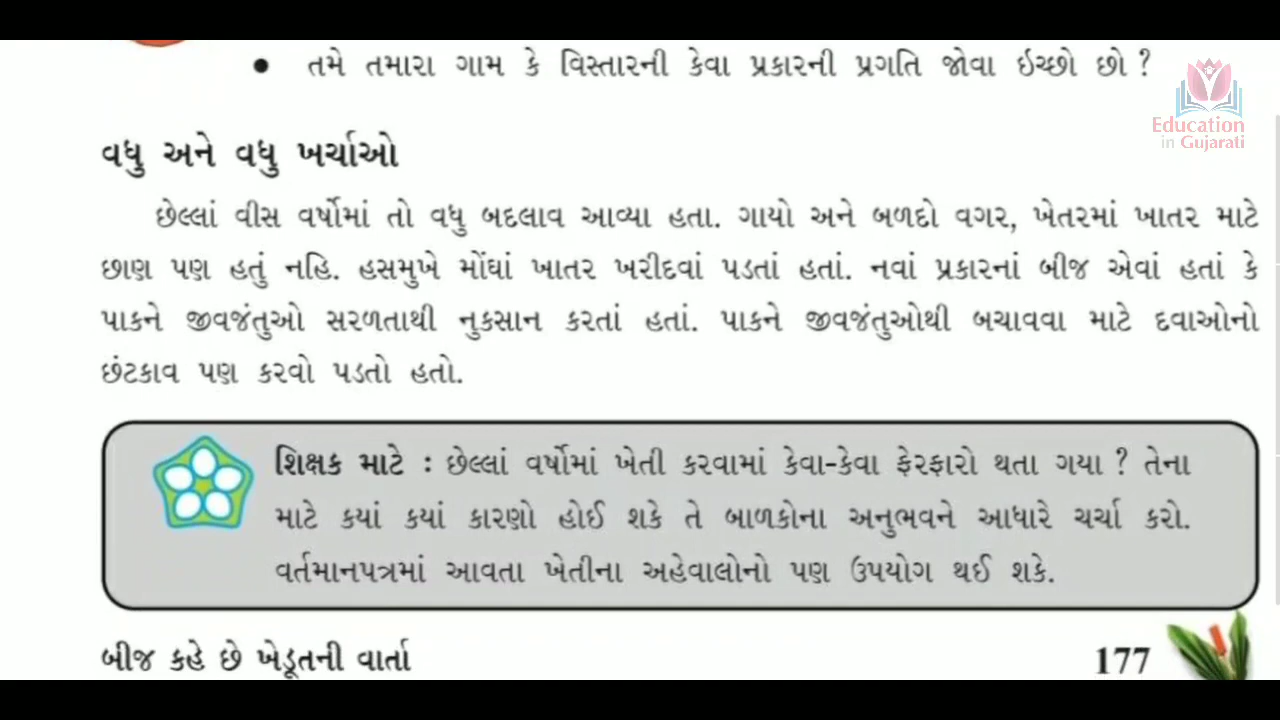 • તમે તમારા ગામ કે વિસ્તારની કેવા પ્રકારની પ્રગતિ જોવા ઇચ્છો છો ?
Education
in Gujarati
વધુ અને વધુ ખર્ચાઓ
છેલ્લાં વીસ વર્ષોમાં તો વધુ બદલાવ આવ્યા હતા. ગાયો અને બળદો વગર, ખેતરમાં ખાતર માટે
છાણ પણ હતું નહિ. હસમુખે મોંઘાં ખાતર ખરીદવાં પડતાં હતાં. નવાં પ્રકારનાં બીજ એવાં હતાં કે
પાકને જીવજંતુઓ સરળતાથી નુકસાન કરતાં હતાં. પાકને જીવજંતુઓથી બચાવવા માટે દવાઓનો
છંટકાવ પણ કરવો પડતો હતો.
શિક્ષક માટે : છેલ્લાં વર્ષોમાં ખેતી કરવામાં કેવા-કેવા ફેરફારો થતા ગયા ? તેના
માટે કયાં કયાં કારણો હોઈ શકે તે બાળકોના અનુભવને આધારે ચર્ચા કરો.
વર્તમાનપત્રમાં આવતા ખેતીના અહેવાલોનો પણ ઉપયોગ થઈ શકે.
બીજ કહે છે ખેડૂતની વાર્તા 177